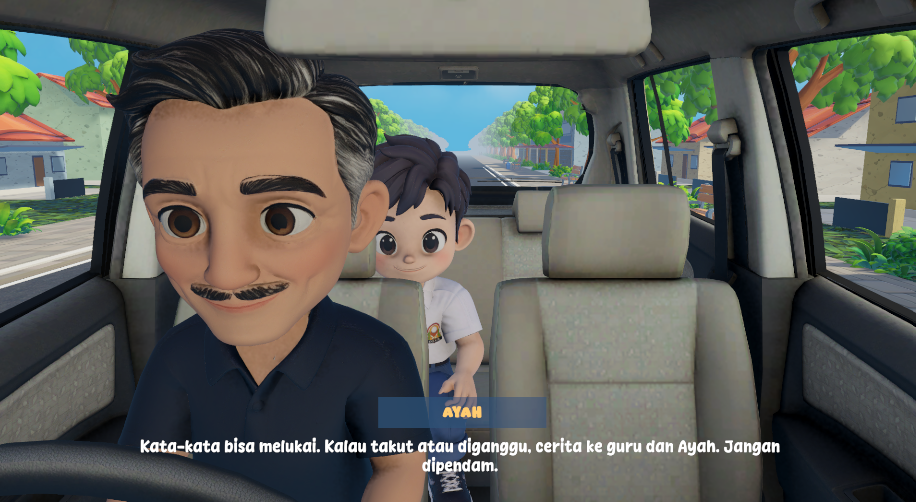 AYAH
Kata-kata bisa melukai. Kalau takut atau diganggu, cerita ke guru dan Ayah. Jangan
dipendam.